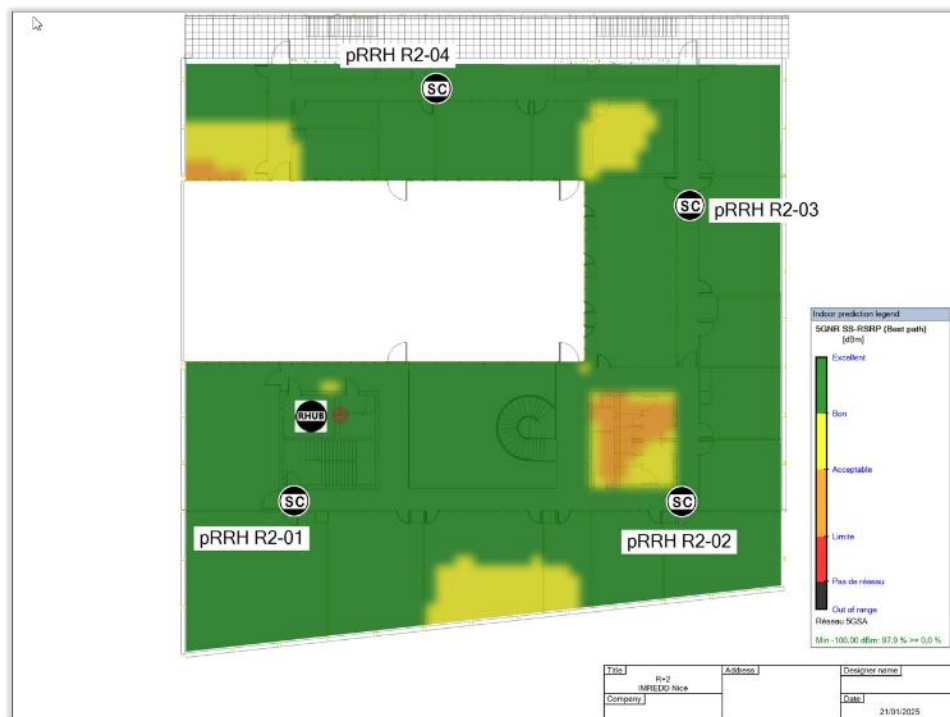 pRRH R2-04
SC
SC
pRRH R2-03
Indoor prediction legend
5GNR SS-RSRP (Best path)
[dBm]
Excellent
Bon
Acceptable
Limite
Pas de réseau
Out of range
Réseau 5GSA
Min -100,00 dBm: 97,9 % >= 0,0 %
RHUB
SC
pRRH R2-01
SC
pRRH R2-02
Title
R+2
IMREDD Nice
Address
Designer name
Company
Date
21/01/2025